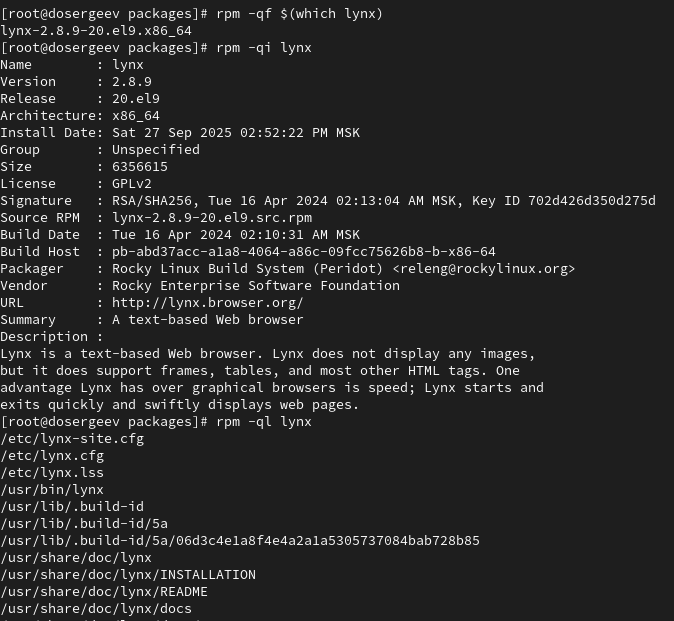 [root@dosergeev packages]# rpm -qf $(which lynx)
lynx-2.8.9-20.el9.x86_64
[root@dosergeev packages]# rpm -qi lynx
Name        : lynx
Version     : 2.8.9
Release     : 20.el9
Architecture: x86_64
Install Date: Sat 27 Sep 2025 02:52:22 PM MSK
Group       : Unspecified
Size        : 6356615
License     : GPLv2
Signature   : RSA/SHA256, Tue 16 Apr 2024 02:13:04 AM MSK, Key ID 702d426d350d275d
Source RPM  : lynx-2.8.9-20.el9.src.rpm
Build Date  : Tue 16 Apr 2024 02:10:31 AM MSK
Build Host  : pb-abd37acc-a1a8-4064-a86c-09fcc75626b8-b-x86-64
Packager    : Rocky Linux Build System (Peridot) <releng@rockylinux.org>
Vendor      : Rocky Enterprise Software Foundation
URL         : http://lynx.browser.org/
Summary     : A text-based Web browser
Description :
Lynx is a text-based Web browser. Lynx does not display any images,
but it does support frames, tables, and most other HTML tags. One
advantage Lynx has over graphical browsers is speed; Lynx starts and
exits quickly and swiftly displays web pages.
[root@dosergeev packages]# rpm -ql lynx
/etc/lynx-site.cfg
/etc/lynx.cfg
/etc/lynx.lss
/usr/bin/lynx
/usr/lib/.build-id
/usr/lib/.build-id/5a
/usr/lib/.build-id/5a/06d3c4e1a8f4e4a2a1a5305737084bab728b85
/usr/share/doc/lynx
/usr/share/doc/lynx/INSTALLATION
/usr/share/doc/lynx/README
/usr/share/doc/lynx/docs